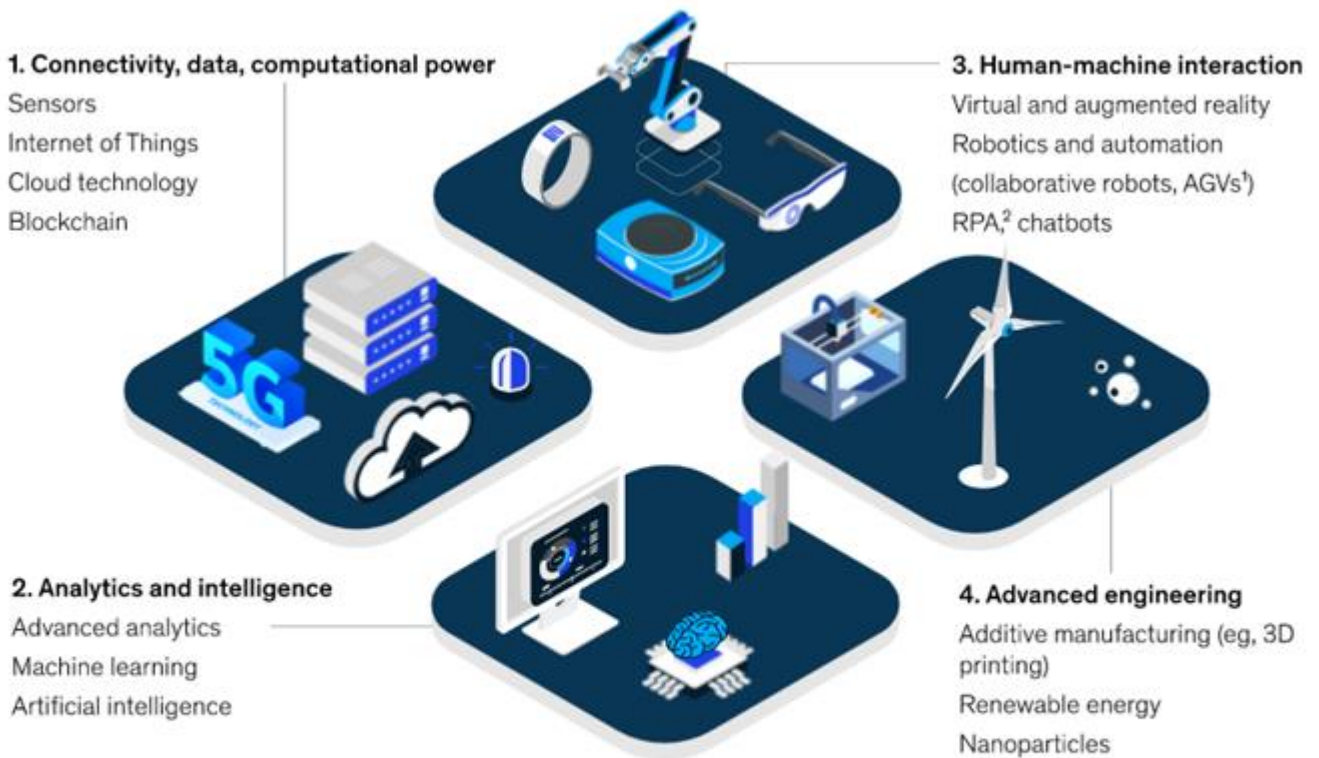 1. Connectivity, data, computational power
Sensors
Internet of Things
Cloud technology
Blockchain
3. Human-machine interaction
Virtual and augmented reality
Robotics and automation
(collaborative robots, AGVs¹)
RPA,² chatbots
5G
TECHNOLOGY
2. Analytics and intelligence
Advanced analytics
Machine learning
Artificial intelligence
4. Advanced engineering
Additive manufacturing (eg, 3D
printing)
Renewable energy
Nanoparticles